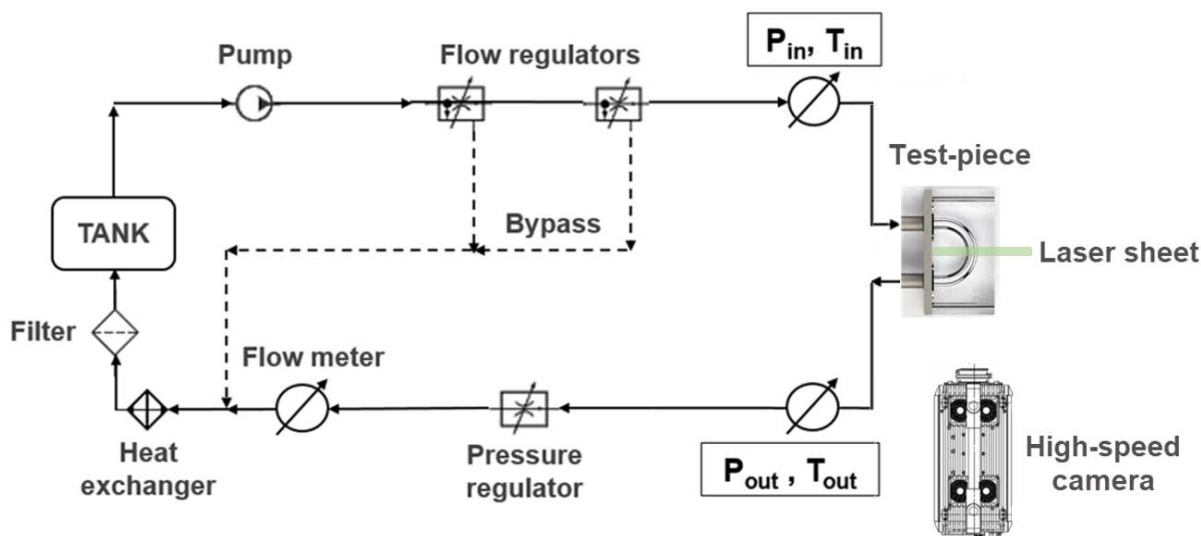 Pump
Flow regulators
P_in, T_in
Test-piece
TANK
Bypass
Laser sheet
Filter
Flow meter
Heat
exchanger
Pressure
regulator
P_out , T_out
High-speed
camera